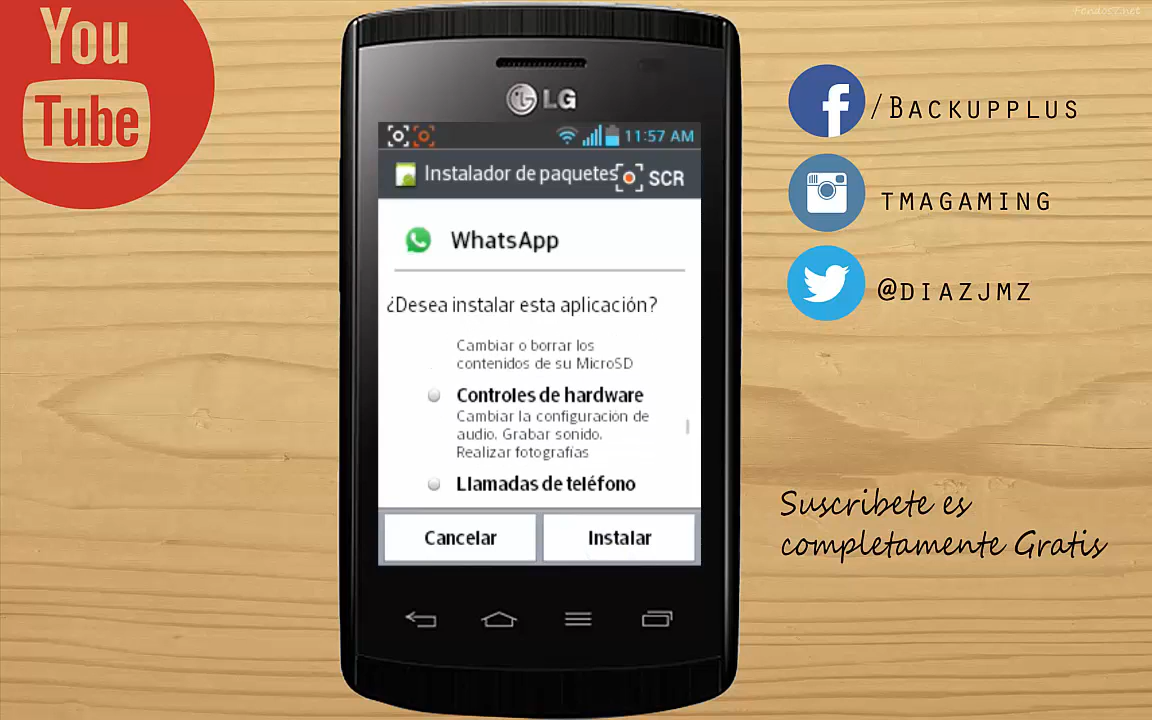 You
Tube
LG
11:57 AM
Instalador de paquetes
SCR
WhatsApp
¿Desea instalar esta aplicación?
Cambiar o borrar los
contenidos de su MicroSD
Controles de hardware
Cambiar la configuración de
audio. Grabar sonido.
Realizar fotografías
Llamadas de teléfono
Cancelar
Instalar
/Backupplus
TMAGAMING
@DIAZJMZ
Suscribete es
completamente Gratis